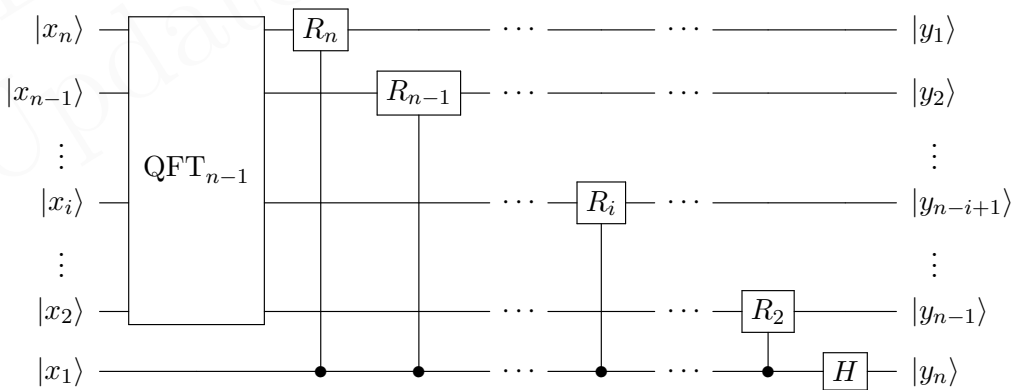 |x_n⟩ R_n ··· ··· |y_1⟩
|x_{n−1}⟩ R_{n−1} ··· ··· |y_2⟩
⋮ QFT_{n−1} ⋮
|x_i⟩ ··· R_i ··· |y_{n−i+1}⟩
⋮ ⋮
|x_2⟩ ··· ··· R_2 |y_{n−1}⟩
|x_1⟩ ··· ··· H |y_n⟩